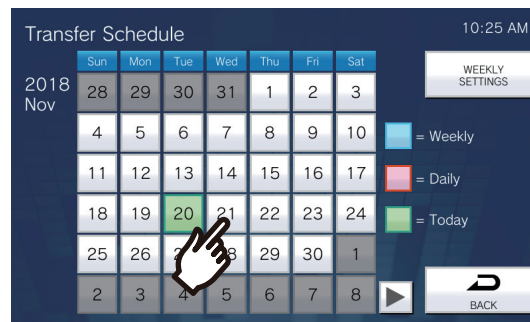 Transfer Schedule 10:25 AM
Sun Mon Tue Wed Thu Fri Sat
WEEKLY
SETTINGS
2018
Nov
28 29 30 31 1 2 3
4 5 6 7 8 9 10
= Weekly
11 12 13 14 15 16 17
= Daily
18 19 20 21 22 23 24
= Today
25 26 29 30 1
2 3 4 5 6 7 8
BACK